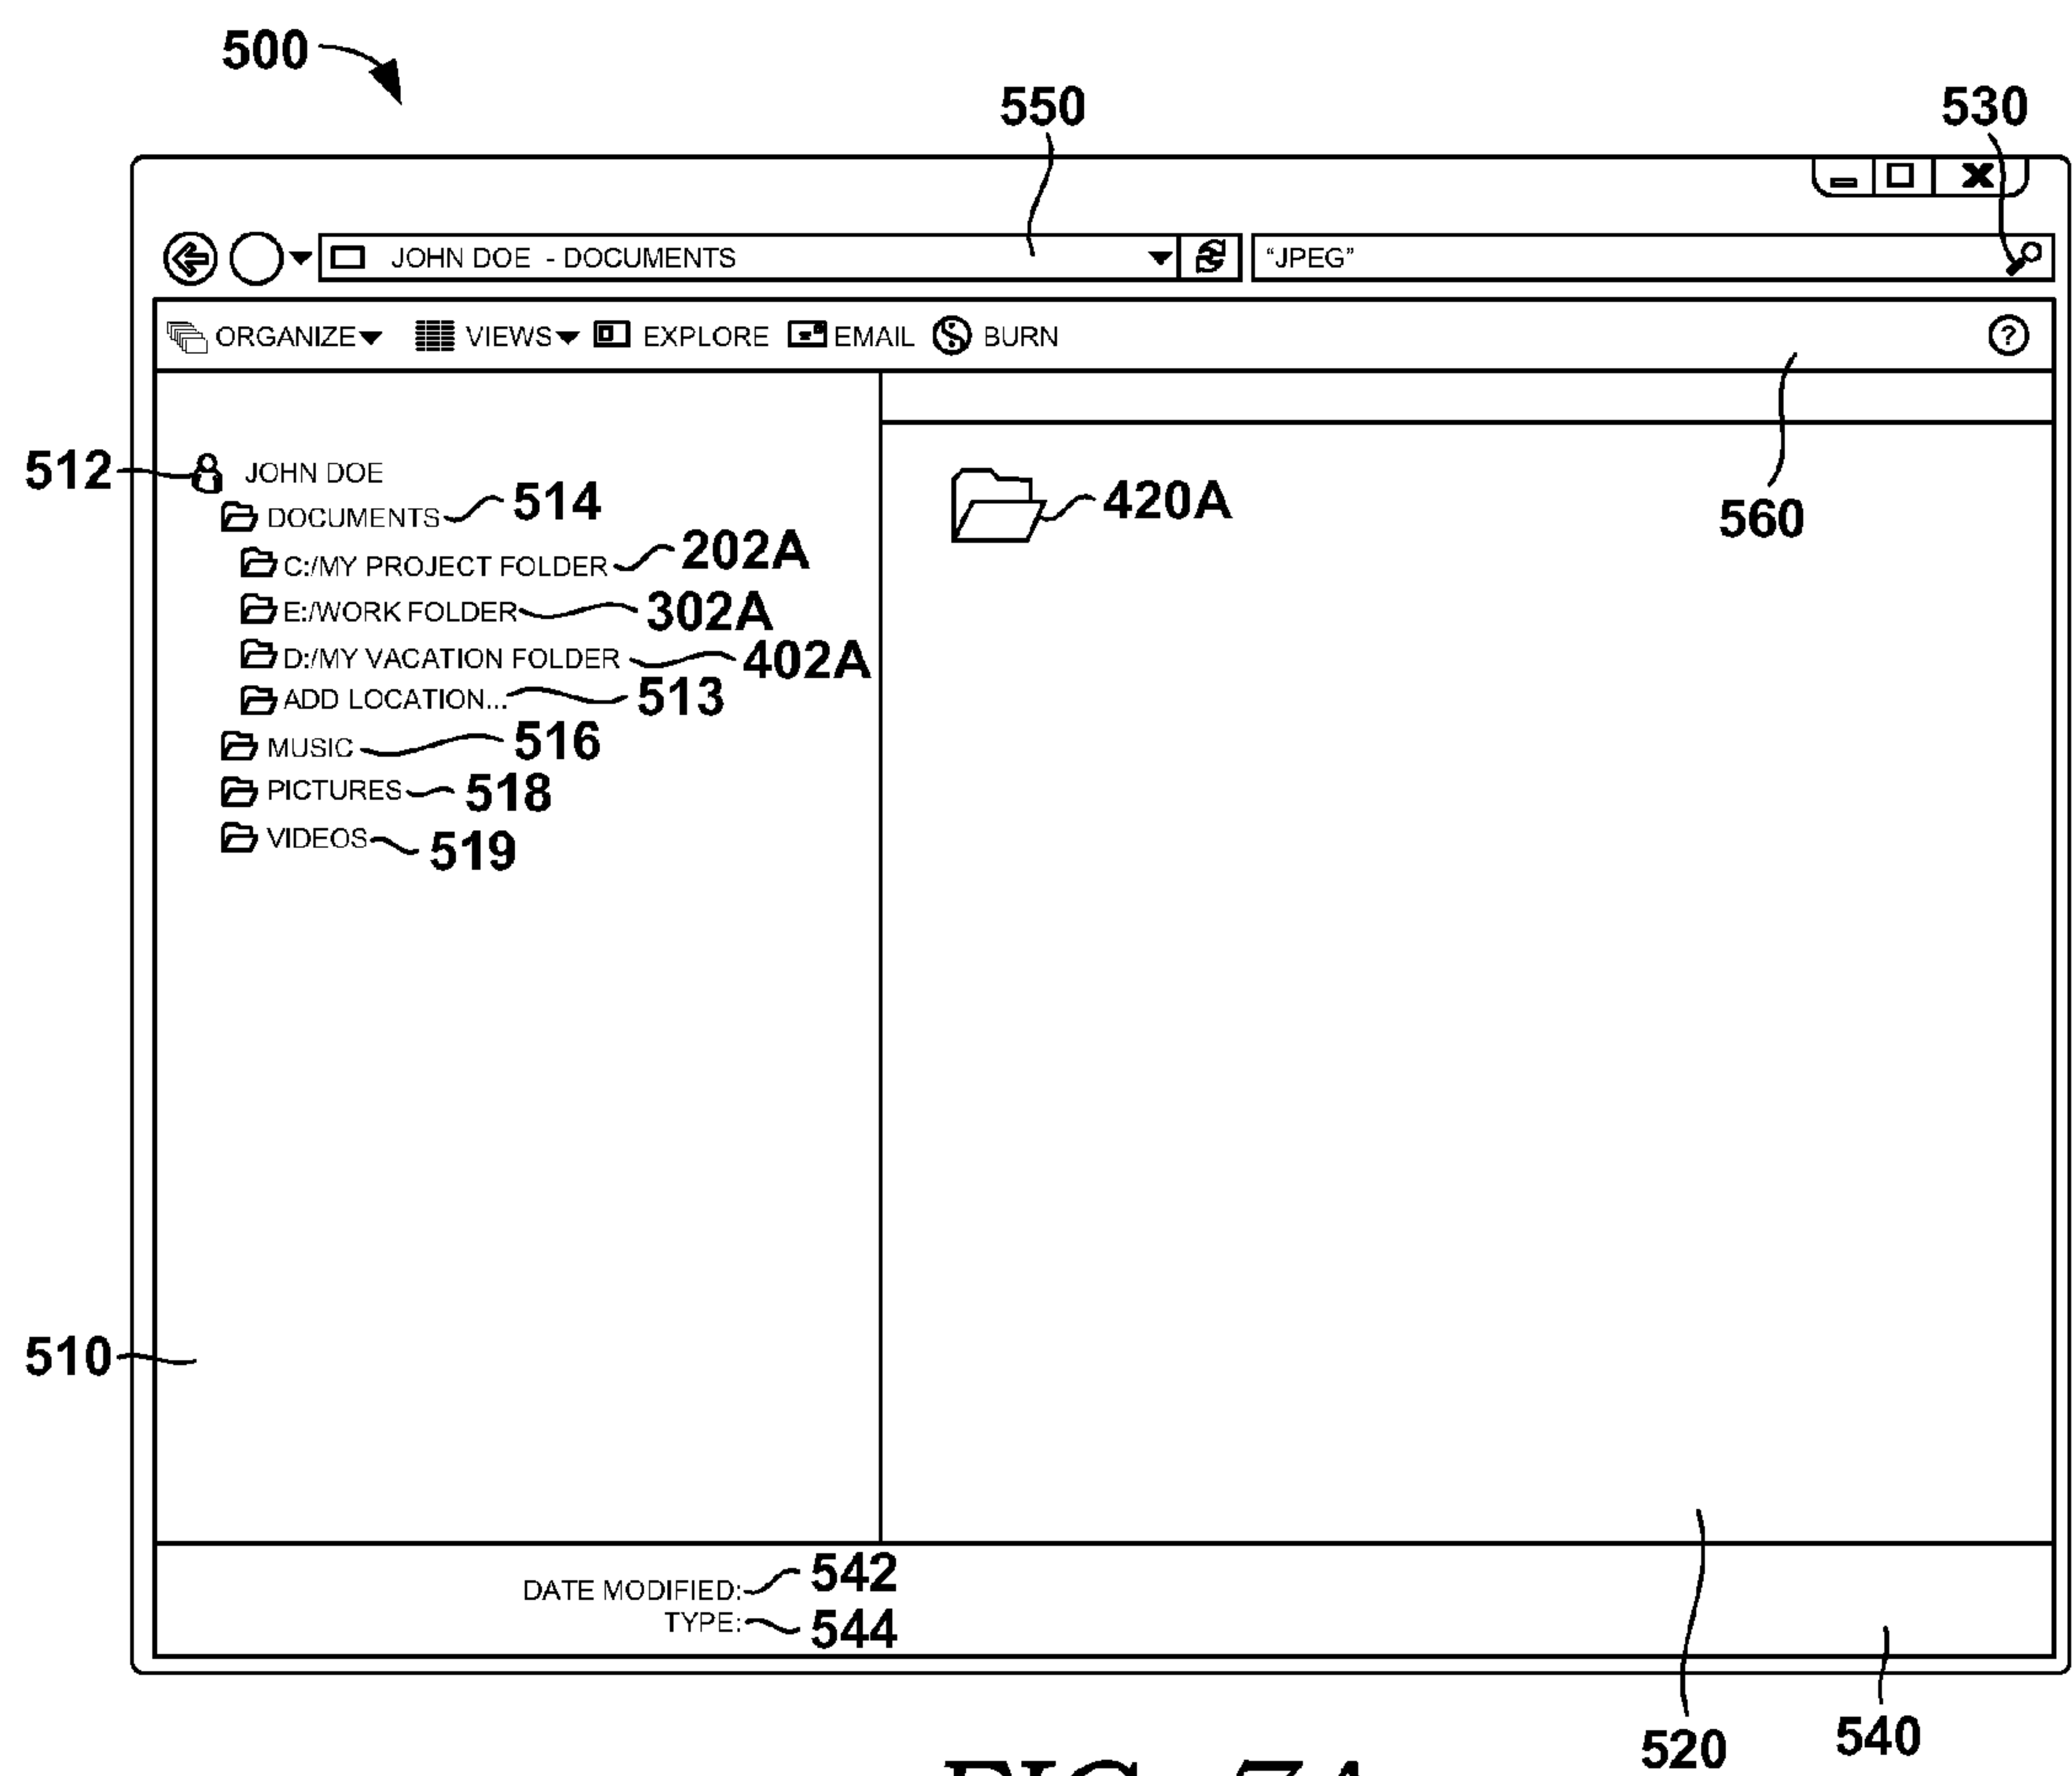 500
550
530
JOHN DOE - DOCUMENTS
“JPEG”
ORGANIZE VIEWS EXPLORE EMAIL BURN ?
512 JOHN DOE
DOCUMENTS 514
C:/MY PROJECT FOLDER 202A
E:/WORK FOLDER 302A
D:/MY VACATION FOLDER 402A
ADD LOCATION... 513
MUSIC 516
PICTURES 518
VIDEOS 519
420A
560
510
DATE MODIFIED: 542
TYPE: 544
520
540